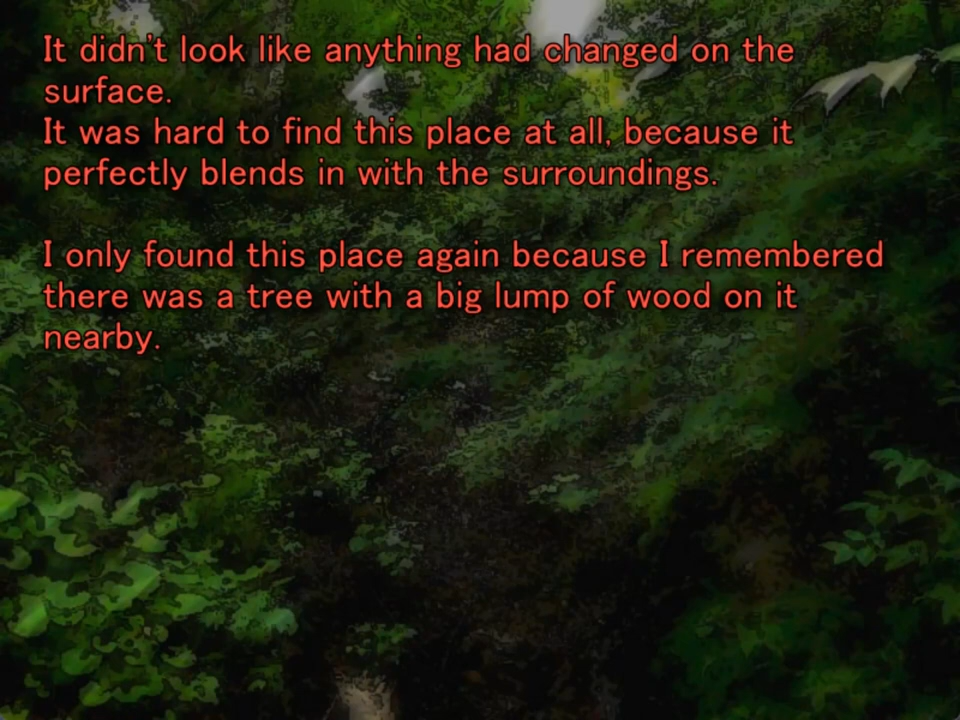 It didn't look like anything had changed on the
surface.
It was hard to find this place at all, because it
perfectly blends in with the surroundings.
I only found this place again because I remembered
there was a tree with a big lump of wood on it
nearby.